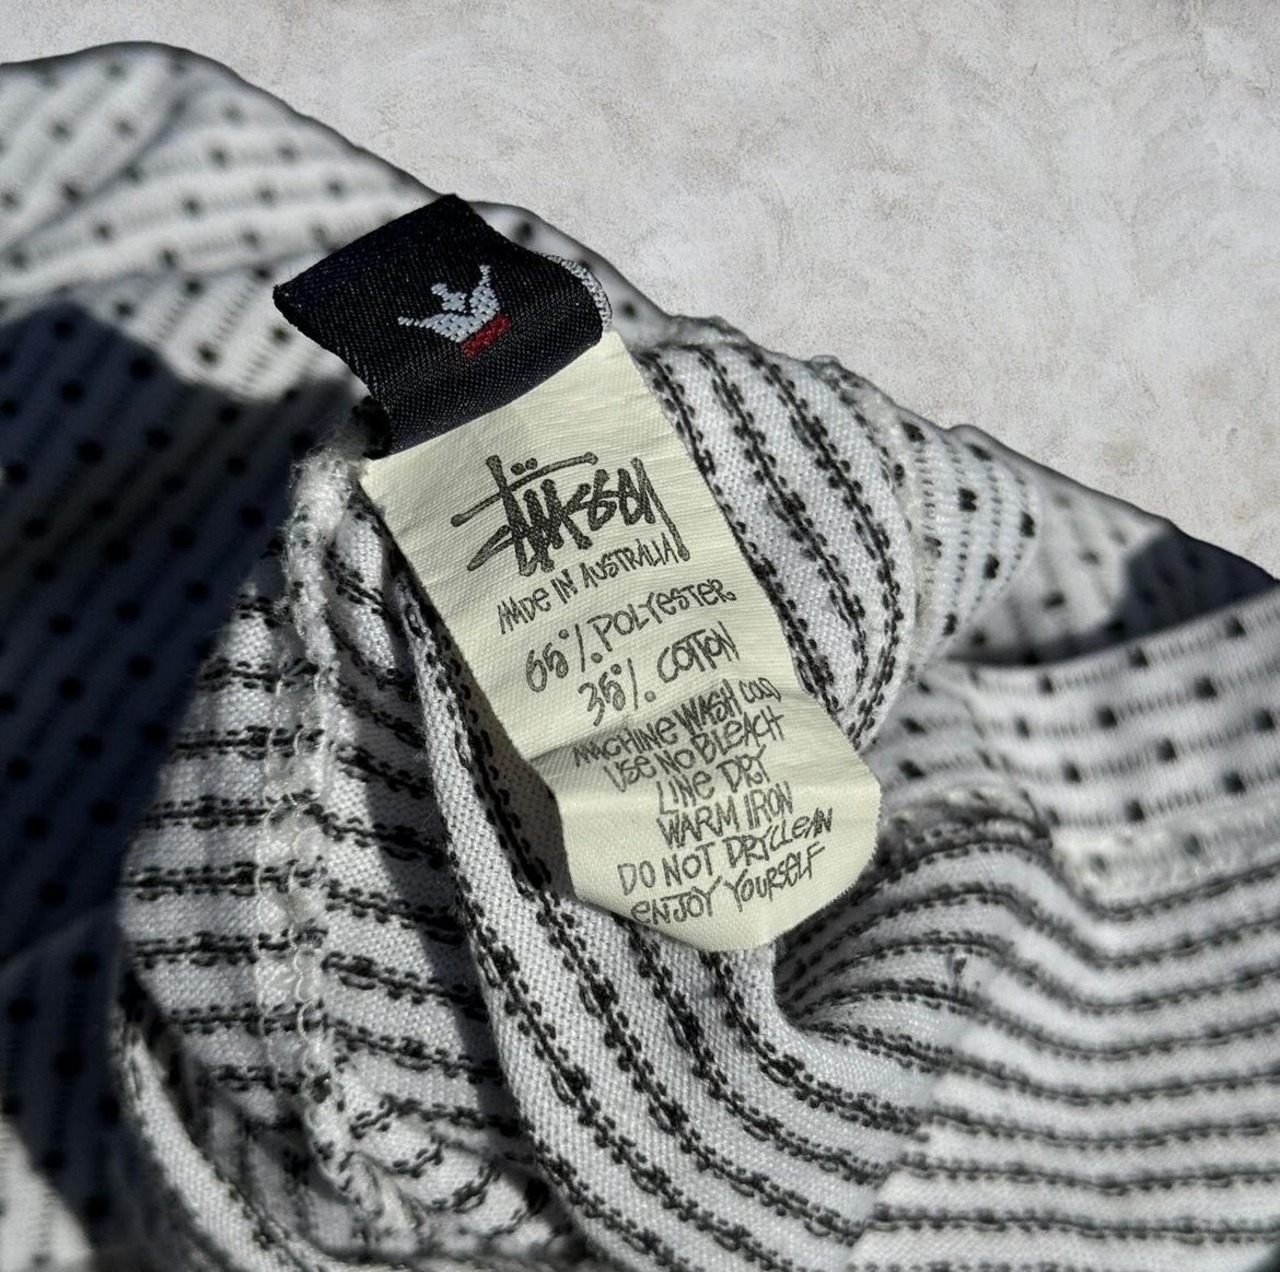 Stüssy
MADE IN AUSTRALIA
65% POLYESTER
35% COTTON
MACHINE WASH COLD
USE NO BLEACH
LINE DRY
WARM IRON
DO NOT DRYCLEAN
ENJOY YOURSELF